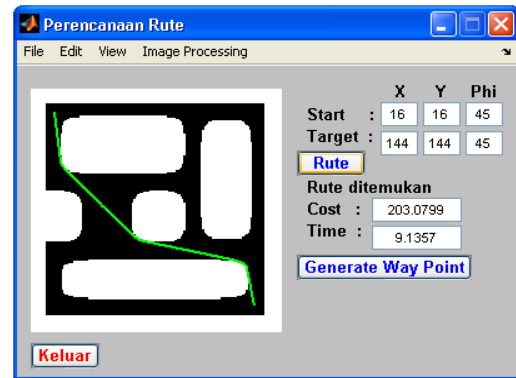 Perencanaan Rute
File Edit View Image Processing
X Y Phi
Start : 16 16 45
Target : 144 144 45
Rute
Rute ditemukan
Cost : 203.0799
Time : 9.1357
Generate Way Point
Keluar